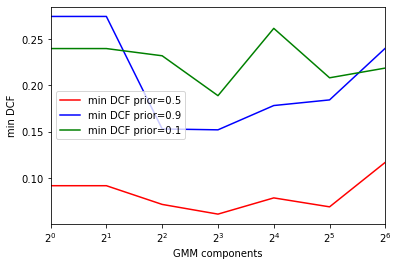 0.25
0.20
0.15
0.10
min DCF
min DCF prior=0.5
min DCF prior=0.9
min DCF prior=0.1
2⁰ 2¹ 2² 2³ 2⁴ 2⁵ 2⁶
GMM components